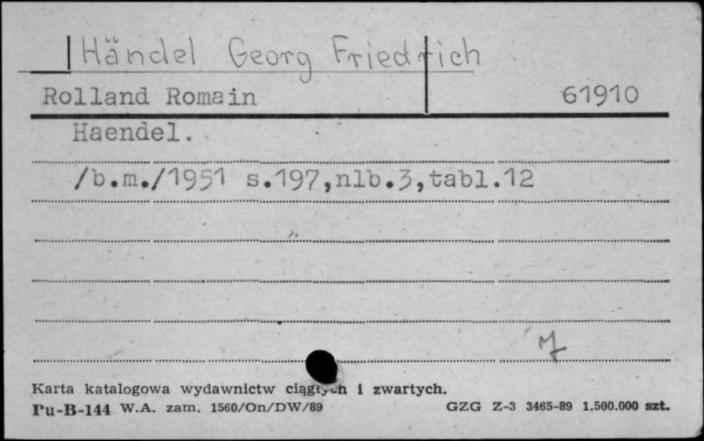 Händel Georg Friedrich
Rolland Romain 61910
Haendel.
/b.m./1951 s.197,nlb.3,tabl.12
7
Karta katalogowa wydawnictw ciągłych i zwartych.
Pu-B-144 W.A. zam. 1560/On/DW/89 GZG Z-3 3465-89 1.500.000 szt.